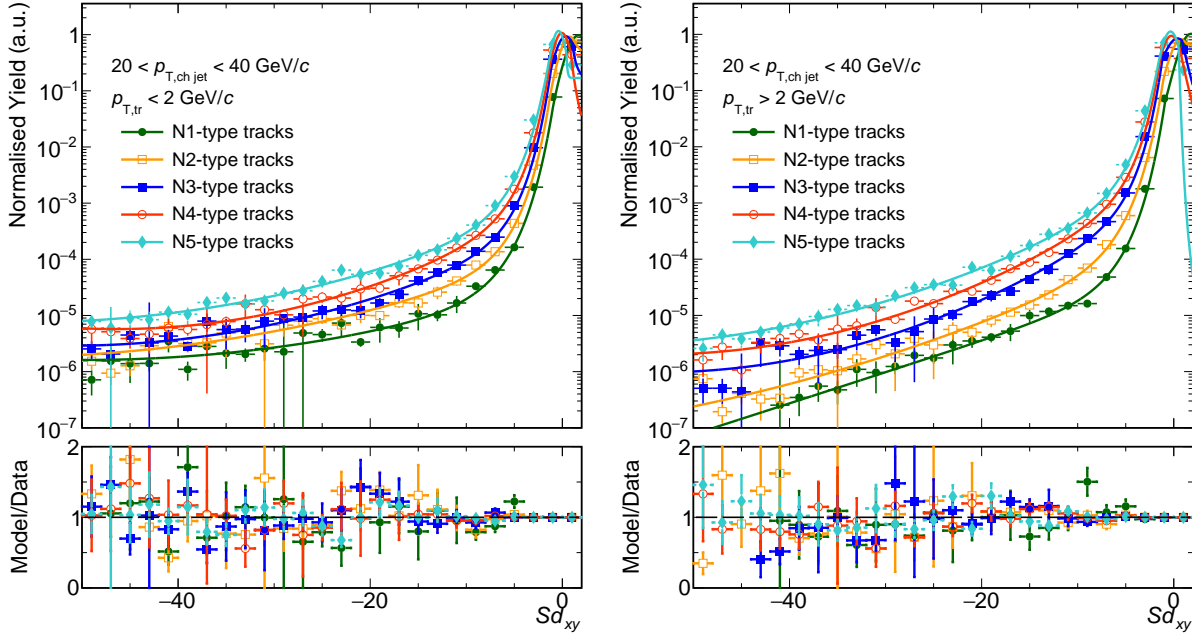 Normalised Yield (a.u.)
1
10⁻¹
10⁻²
10⁻³
10⁻⁴
10⁻⁵
10⁻⁶
10⁻⁷
20 < p_T,ch jet < 40 GeV/c
p_T,tr < 2 GeV/c
N1-type tracks
N2-type tracks
N3-type tracks
N4-type tracks
N5-type tracks
Model/Data
2
1
0
−40
−20
0
Sd_xy
Normalised Yield (a.u.)
1
10⁻¹
10⁻²
10⁻³
10⁻⁴
10⁻⁵
10⁻⁶
10⁻⁷
20 < p_T,ch jet < 40 GeV/c
p_T,tr > 2 GeV/c
N1-type tracks
N2-type tracks
N3-type tracks
N4-type tracks
N5-type tracks
Model/Data
2
1
0
−40
−20
0
Sd_xy